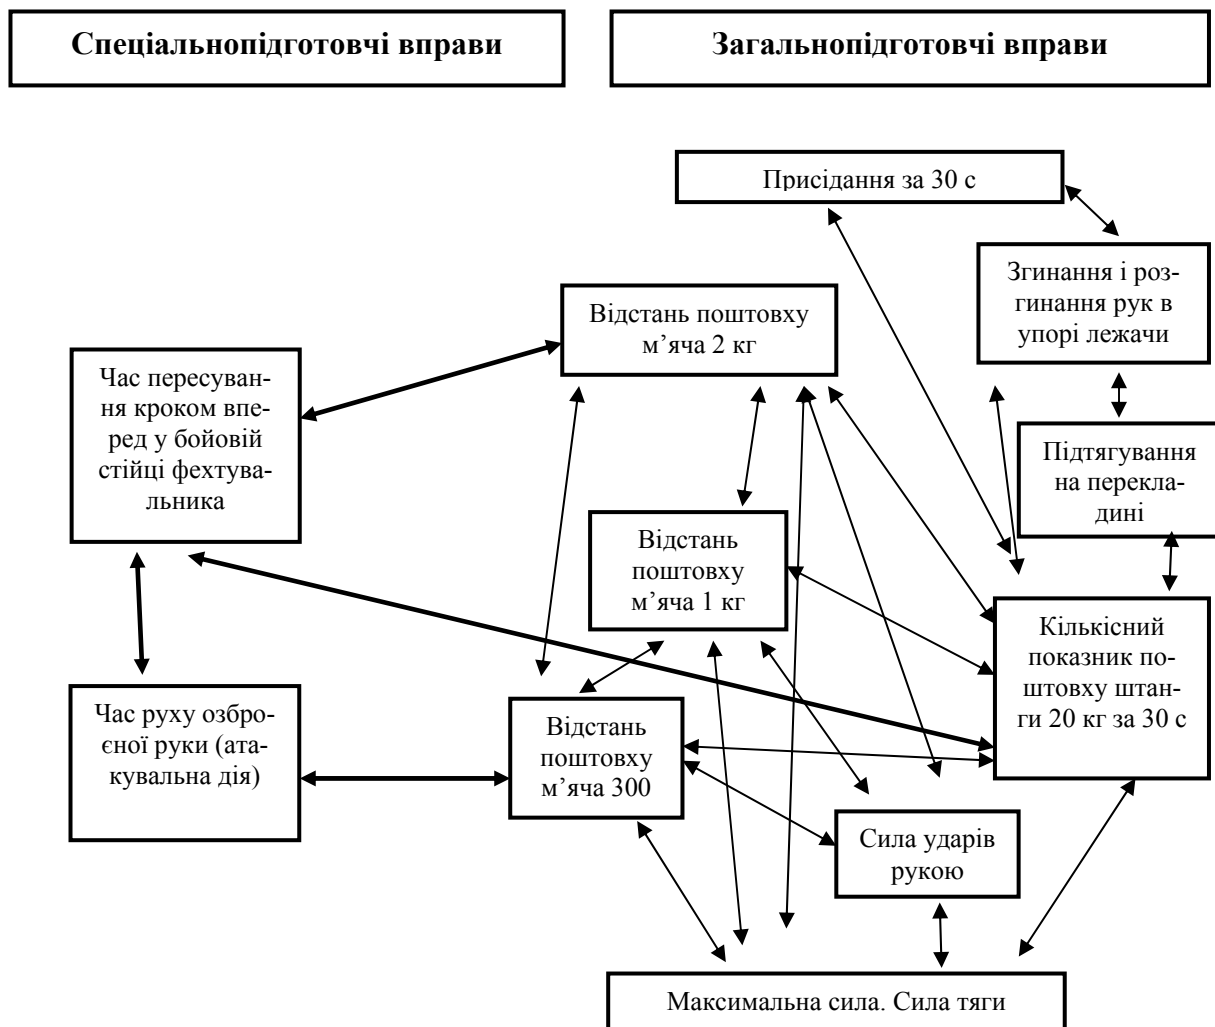 Спеціальнопідготовчі вправи
Загальнопідготовчі вправи
Присідання за 30 с
Згинання і роз-
гинання рук в
упорі лежачи
Відстань поштовху
м’яча 2 кг
Час пересуван-
ня кроком впе-
ред у бойовій
стійці фехтува-
льника
Підтягування
на перекла-
дині
Відстань
поштовху
м’яча 1 кг
Кількісний
показник по-
штовху штан-
ги 20 кг за 30 с
Час руху озбро-
єної руки (ата-
кувальна дія)
Відстань
поштовху
м’яча 300
Сила ударів
рукою
Максимальна сила. Сила тяги